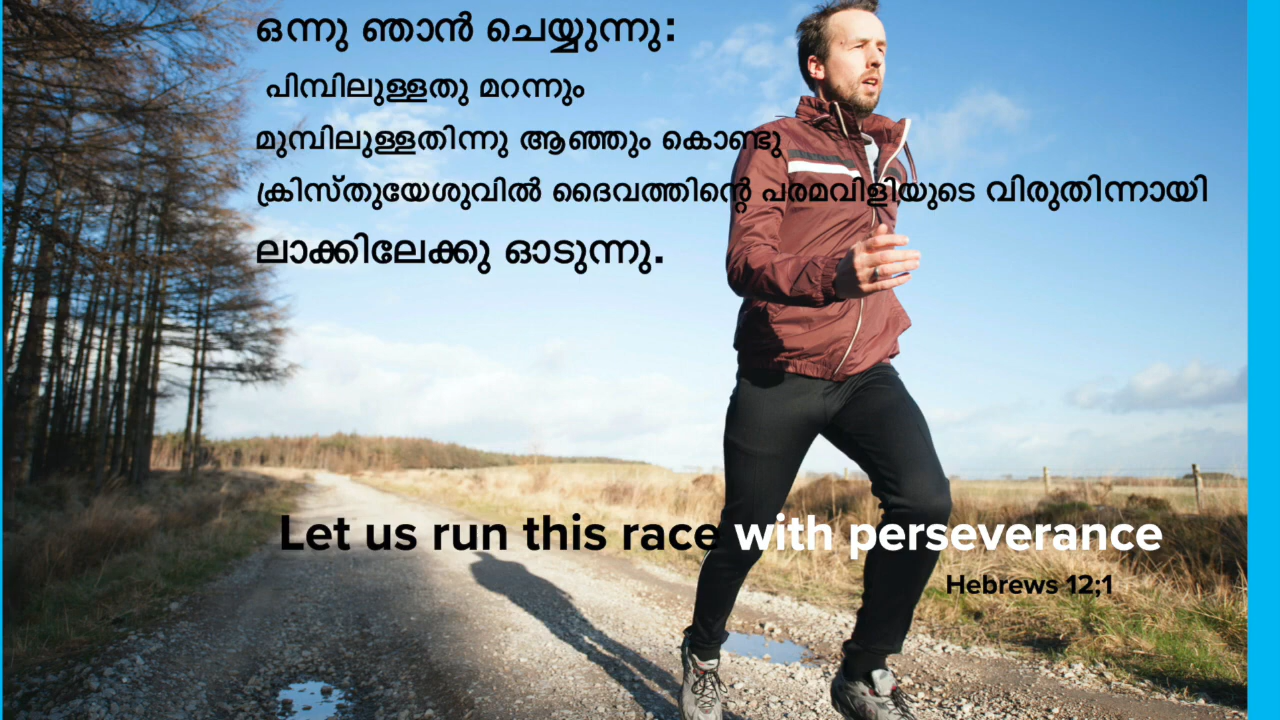 ഒന്നു ഞാൻ ചെയ്യുന്നു:
പിമ്പിലുള്ളതു മറന്നും
മുമ്പിലുള്ളതിന്നു ആഞ്ഞും കൊണ്ടു
ക്രിസ്തുയേശുവിൽ ദൈവത്തിന്റെ പരമവിളിയുടെ വിരുതിന്നായി
ലാക്കിലേക്കു ഓടുന്നു.
Let us run this race with perseverance
Hebrews 12;1